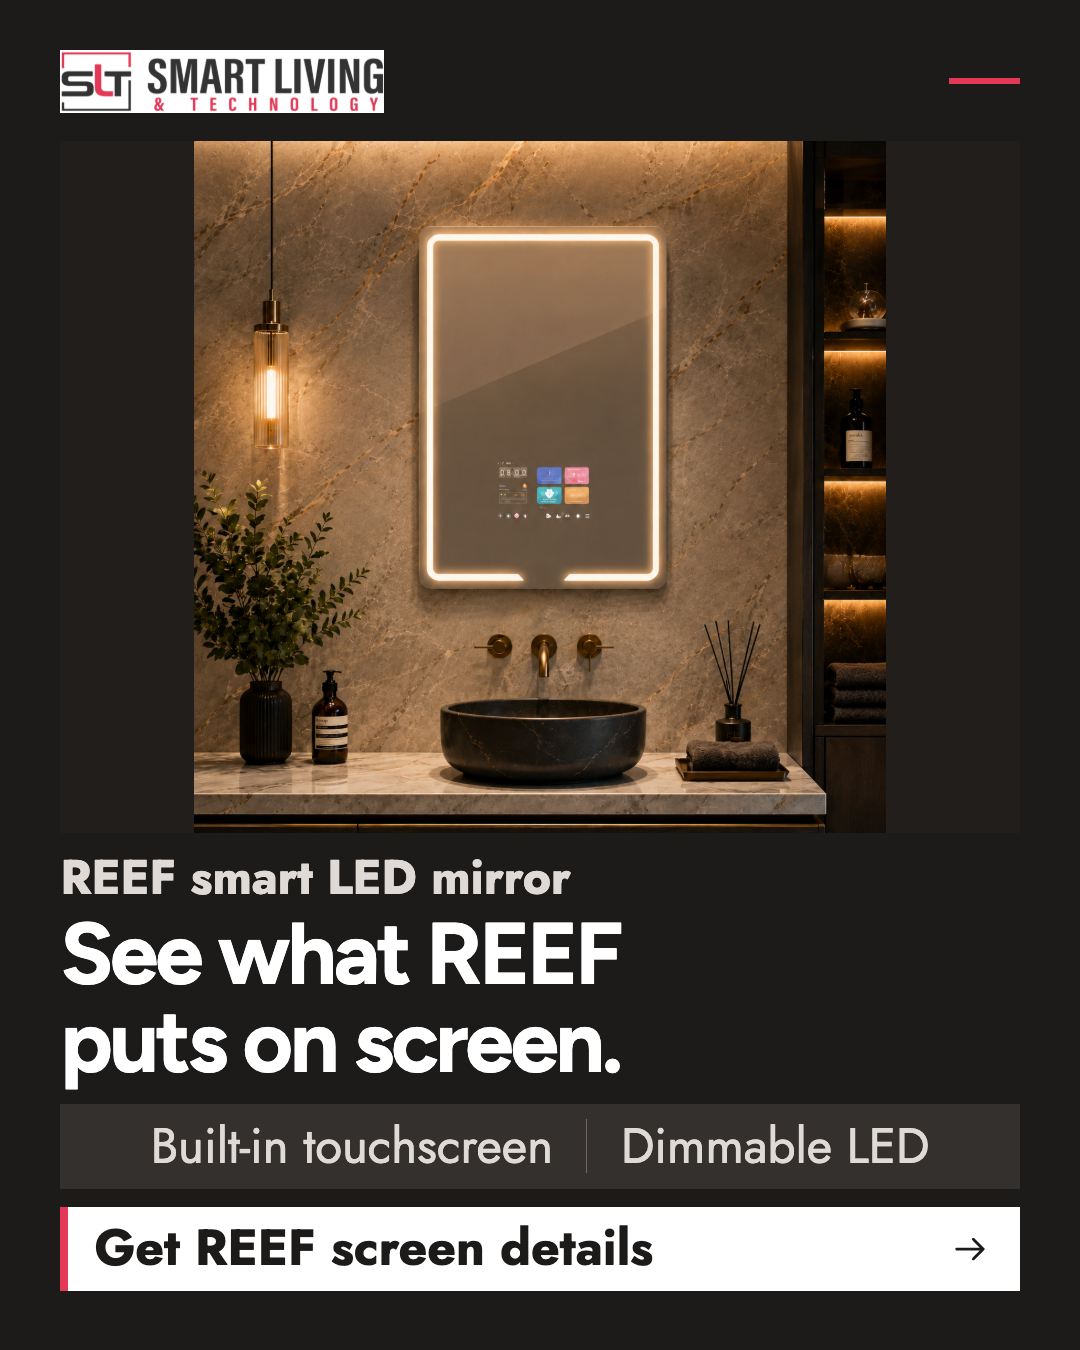 SLT SMART LIVING
& TECHNOLOGY
REEF smart LED mirror
See what REEF
puts on screen.
Built-in touchscreen
Dimmable LED
Get REEF screen details →